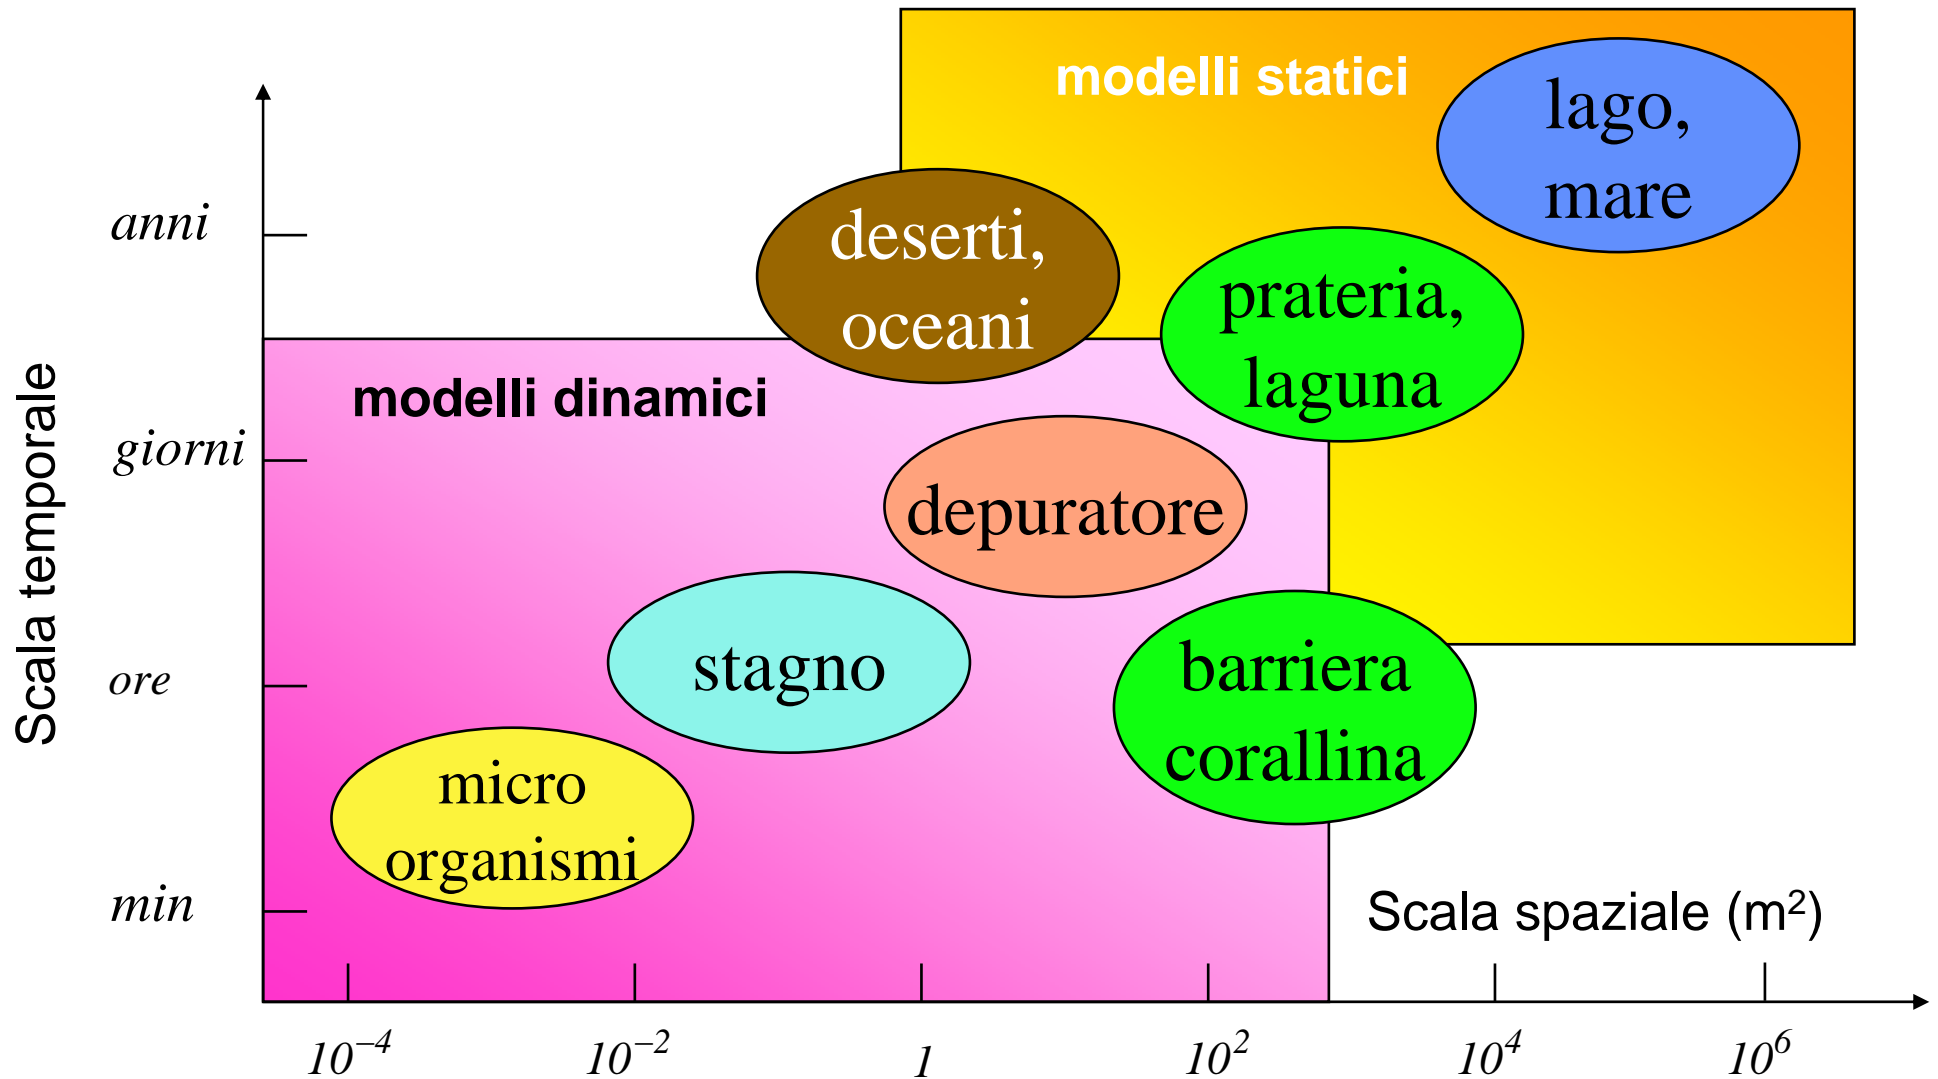 modelli statici
lago,
mare
deserti,
oceani
prateria,
laguna
modelli dinamici
depuratore
stagno
barriera
corallina
micro
organismi
Scala temporale
anni
giorni
ore
min
Scala spaziale (m²)
10⁻⁴
10⁻²
1
10²
10⁴
10⁶